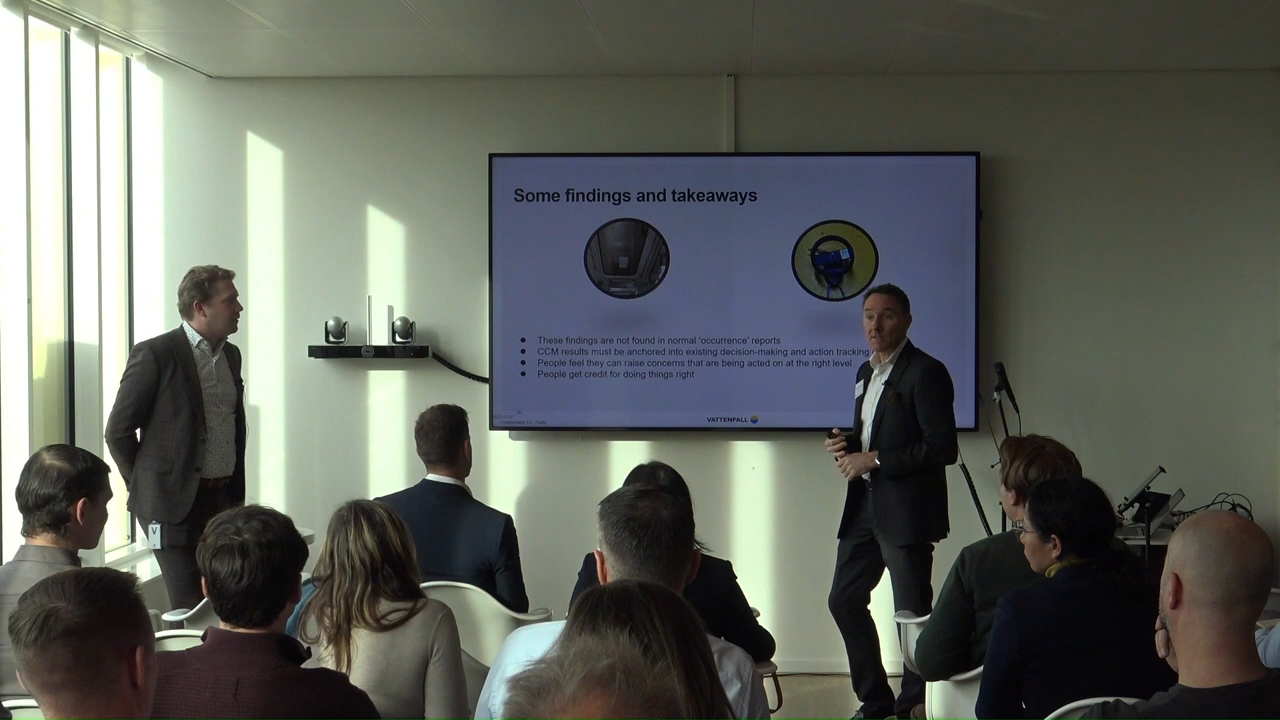 Some findings and takeaways
These findings are not found in normal 'occurrence' reports
CCM results must be anchored into existing decision-making and action tracking
People feel they can raise concerns that are being acted on at the right level
People get credit for doing things right
VATTENFALL
V